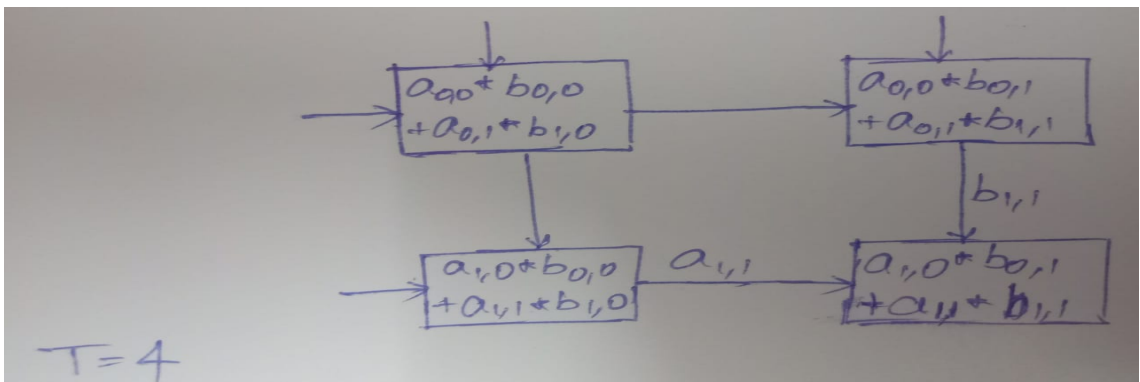 a0,0 * b0,0
+ a0,1 * b1,0
a0,0 * b0,1
+ a0,1 * b1,1
b1,1
a1,0 * b0,0
+ a1,1 * b1,0
a1,1
a1,0 * b0,1
+ a1,1 * b1,1
T = 4